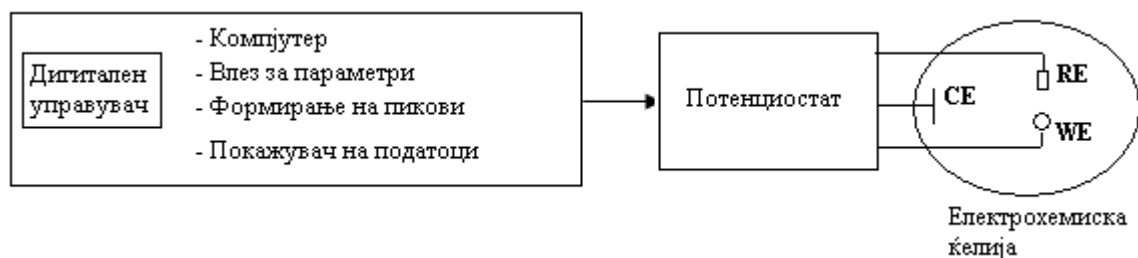 Дигитален
управувач
- Компјутер
- Влез за параметри
- Формирање на пикови
- Покажувач на податоци
Потенциостат
CE
RE
WE
Електрохемиска
ќелија